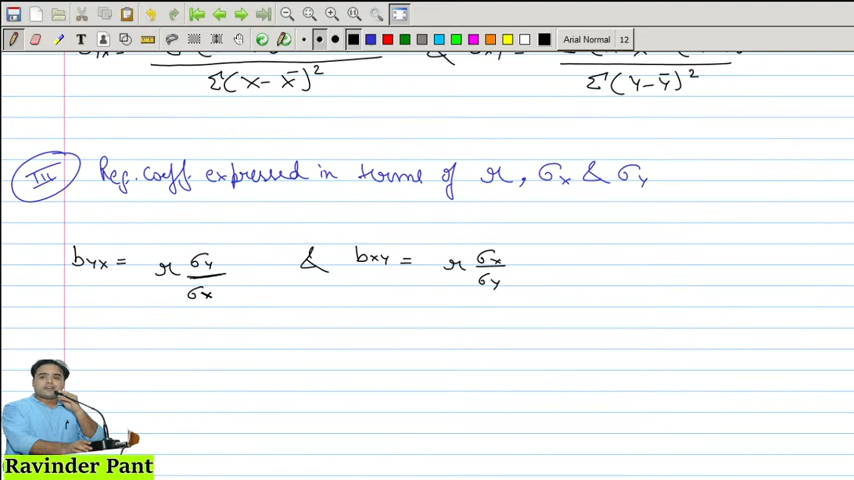 Arial Normal 12
Σ(x-x̄)² Σ(y-ȳ)²
III Reg. coeff. expressed in terms of r, σx & σy
byx = r σy/σx & bxy = r σx/σy
Ravinder Pant